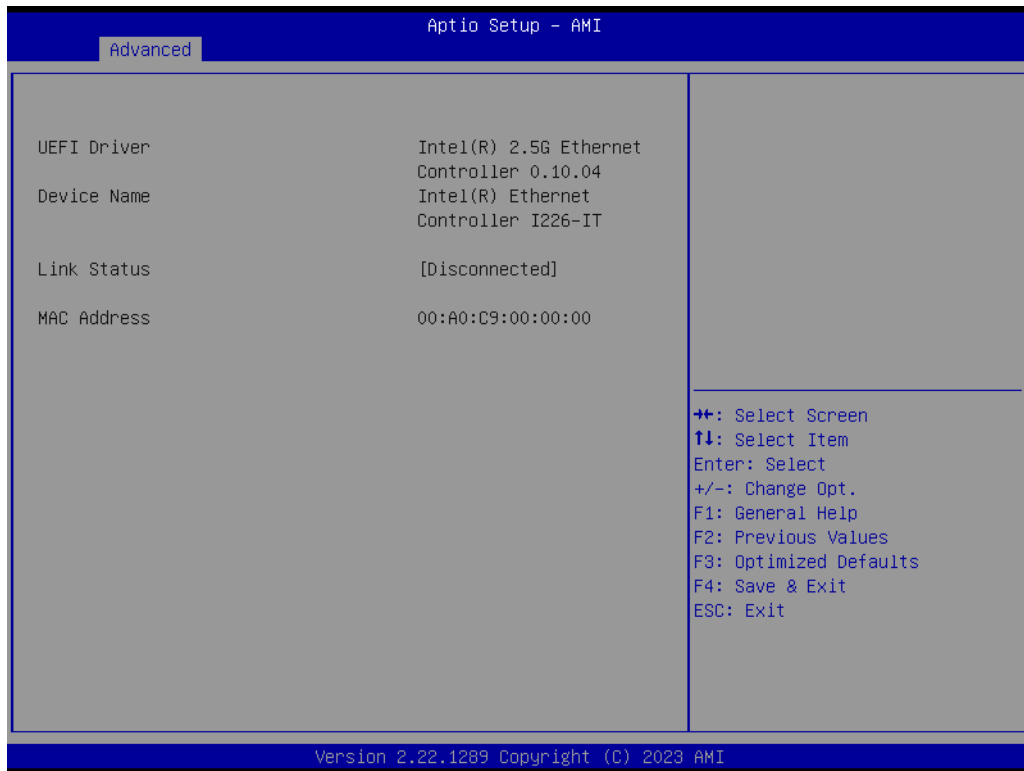 Aptio Setup - AMI
Advanced
UEFI Driver Intel(R) 2.5G Ethernet
Controller 0.10.04
Device Name Intel(R) Ethernet
Controller I226-IT
Link Status [Disconnected]
MAC Address 00:A0:C9:00:00:00
→←: Select Screen
↑↓: Select Item
Enter: Select
+/-: Change Opt.
F1: General Help
F2: Previous Values
F3: Optimized Defaults
F4: Save & Exit
ESC: Exit
Version 2.22.1289 Copyright (C) 2023 AMI